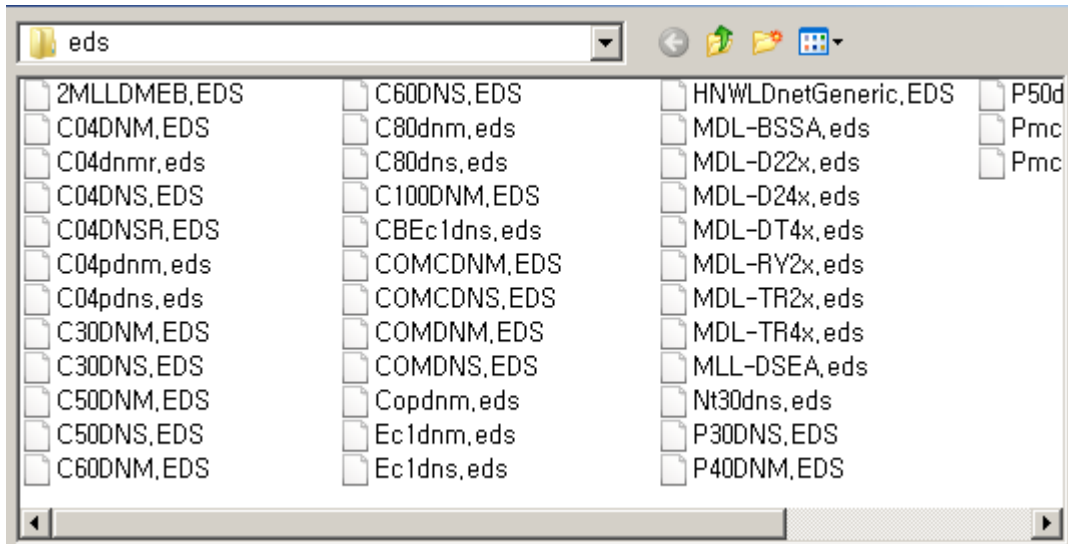 eds
2MLLDMEB.EDS
C04DNM.EDS
C04dnmr.eds
C04DNS.EDS
C04DNSR.EDS
C04pdnm.eds
C04pdns.eds
C30DNM.EDS
C30DNS.EDS
C50DNM.EDS
C50DNS.EDS
C60DNM.EDS
C60DNS.EDS
C80dnm.eds
C80dns.eds
C100DNM.EDS
CBEc1dns.eds
COMCDNM.EDS
COMCDNS.EDS
COMDNM.EDS
COMDNS.EDS
Copdnm.eds
Ec1dnm.eds
Ec1dns.eds
HNWLDnetGeneric.EDS
MDL-BSSA.eds
MDL-D22x.eds
MDL-D24x.eds
MDL-DT4x.eds
MDL-RY2x.eds
MDL-TR2x.eds
MDL-TR4x.eds
MLL-DSEA.eds
Nt30dns.eds
P30DNS.EDS
P40DNM.EDS
P50d
Pmc
Pmc